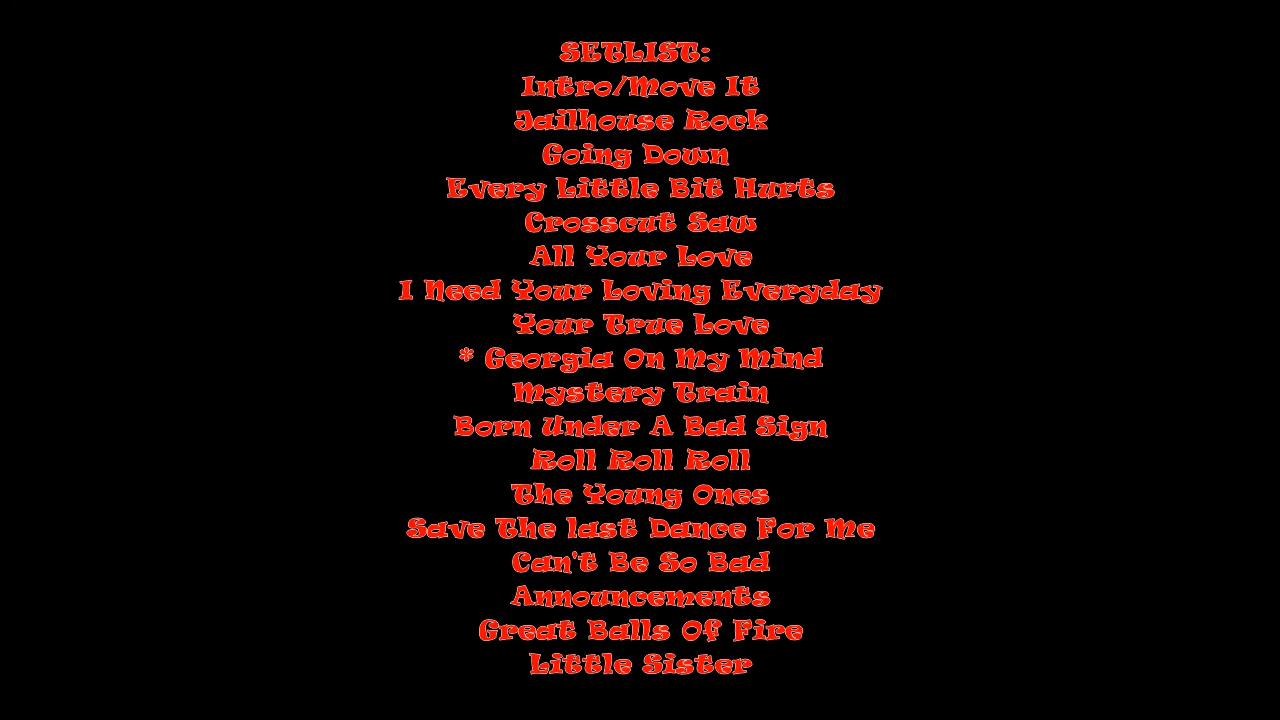 SETLIST:
Intro/Move It
Jailhouse Rock
Going Down
Every Little Bit Hurts
Crosscut Saw
All Your Love
I Need Your Loving Everyday
Your True Love
* Georgia On My Mind
Mystery Train
Born Under A Bad Sign
Roll Roll Roll
The Young Ones
Save The last Dance For Me
Can't Be So Bad
Announcements
Great Balls Of Fire
Little Sister